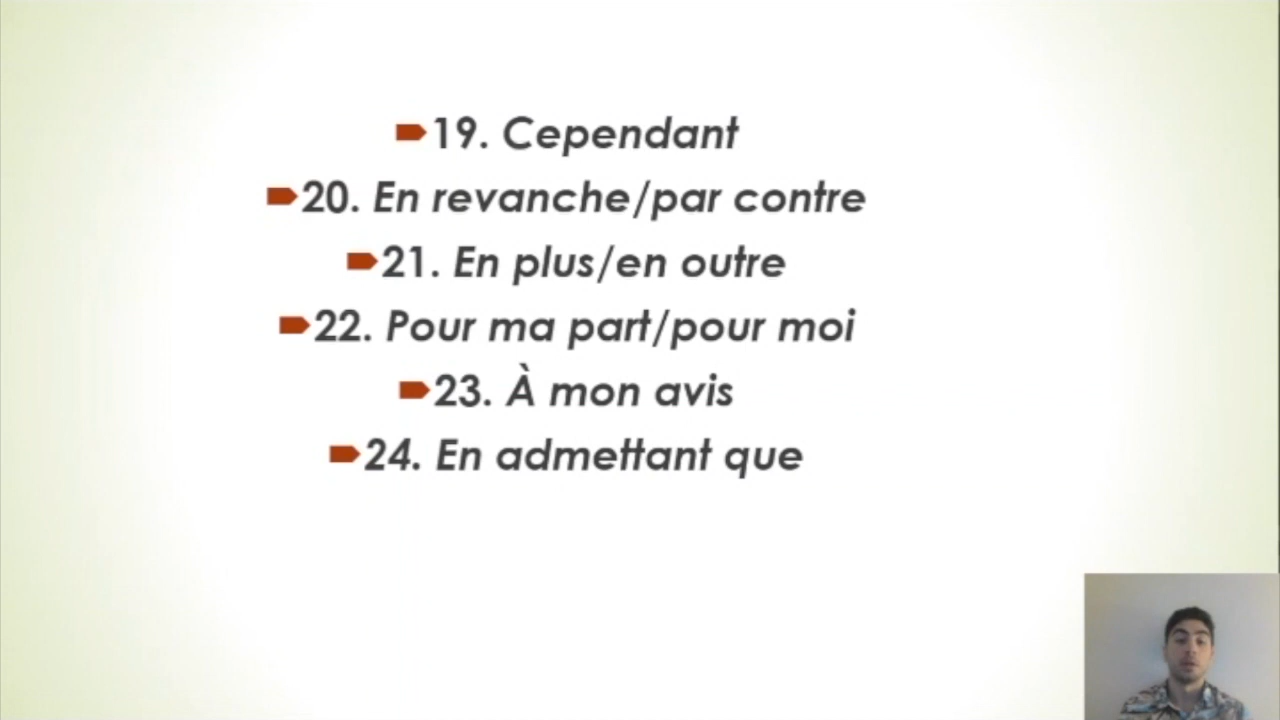 19. Cependant
20. En revanche/par contre
21. En plus/en outre
22. Pour ma part/pour moi
23. À mon avis
24. En admettant que